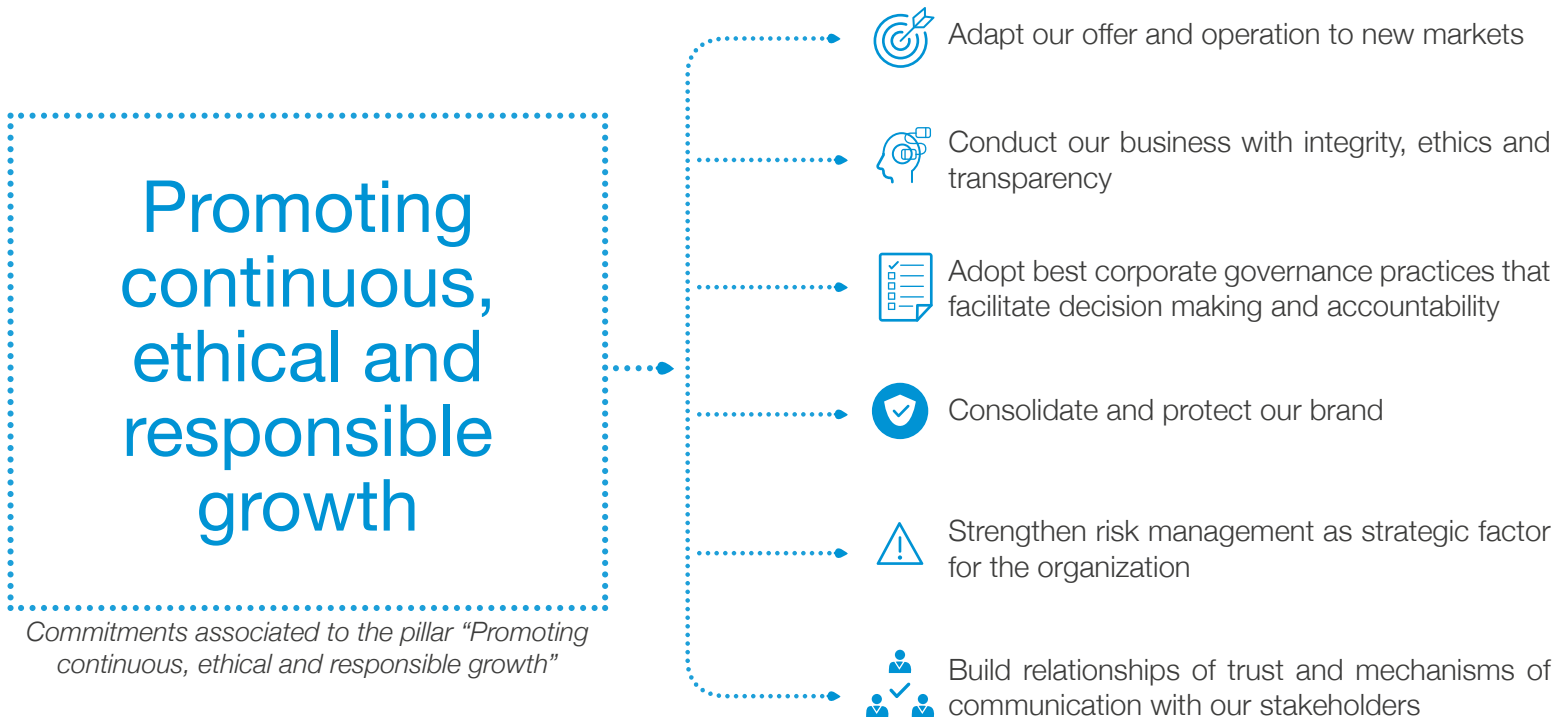 Promoting
continuous,
ethical and
responsible
growth
Commitments associated to the pillar “Promoting
continuous, ethical and responsible growth”
Adapt our offer and operation to new markets
Conduct our business with integrity, ethics and
transparency
Adopt best corporate governance practices that
facilitate decision making and accountability
Consolidate and protect our brand
Strengthen risk management as strategic factor
for the organization
Build relationships of trust and mechanisms of
communication with our stakeholders